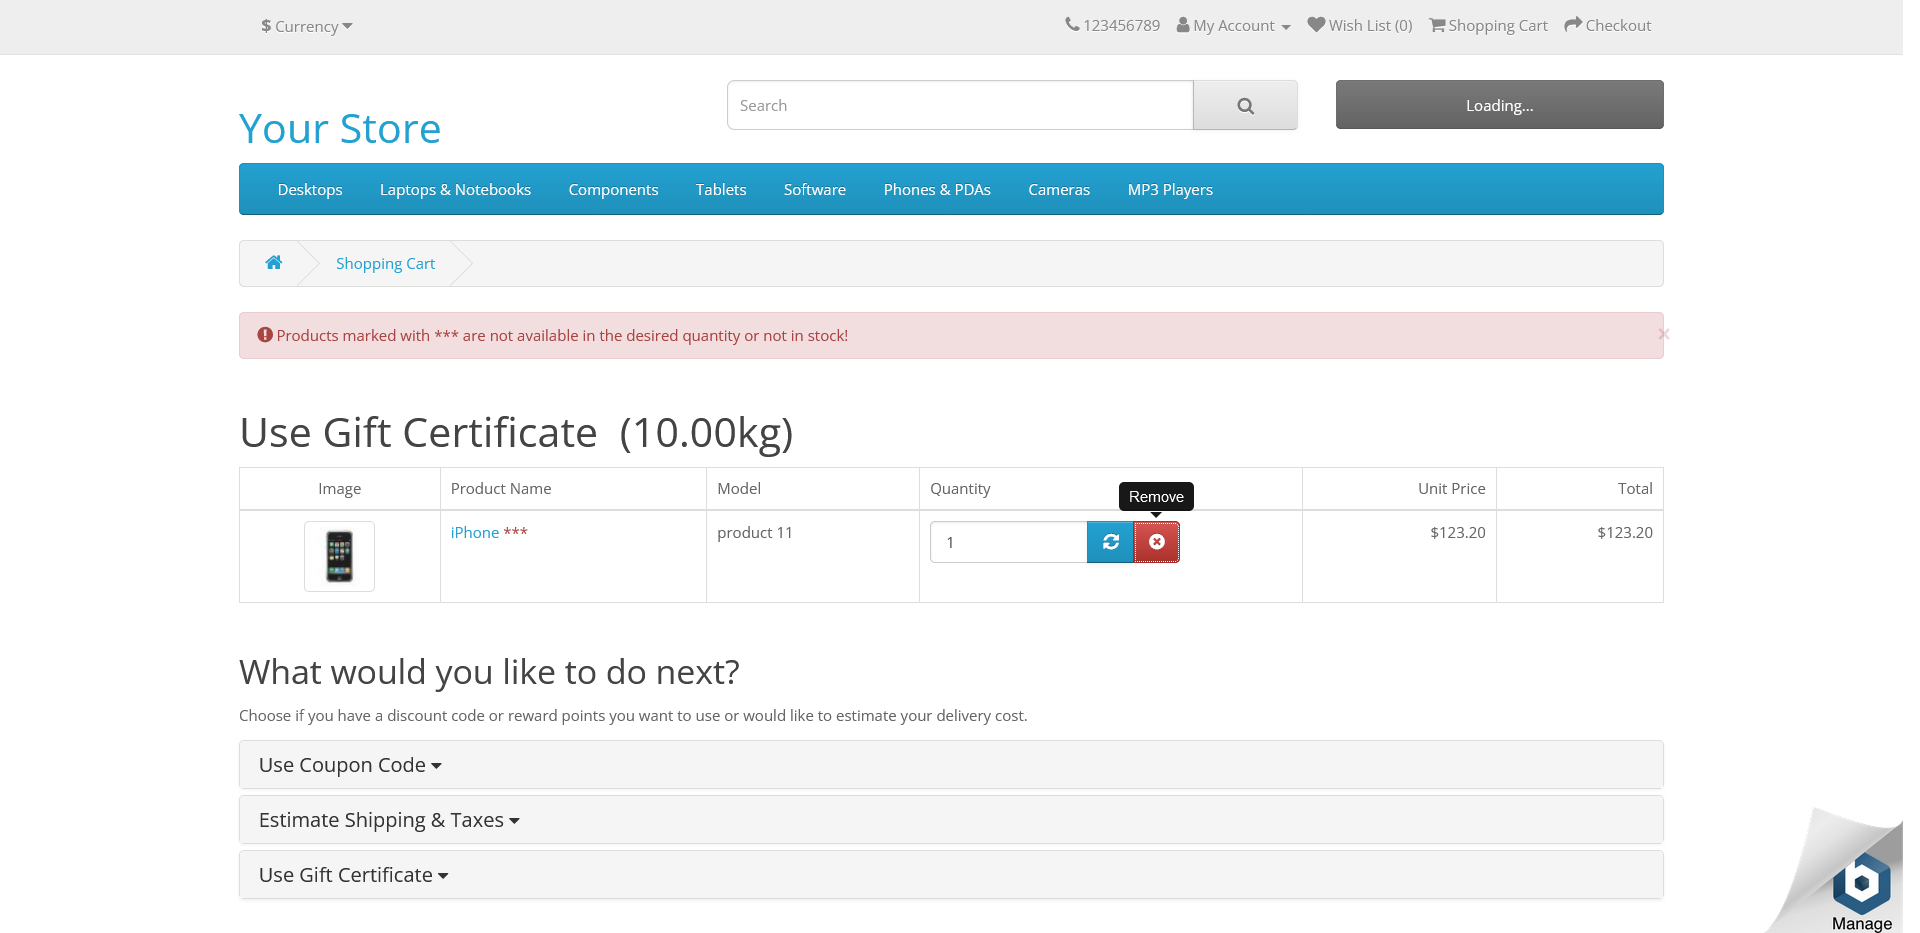 $ Currency
123456789 My Account Wish List (0) Shopping Cart Checkout
Search
Loading...
Your Store
Desktops Laptops & Notebooks Components Tablets Software Phones & PDAs Cameras MP3 Players
Shopping Cart
Products marked with *** are not available in the desired quantity or not in stock!
×
Use Gift Certificate (10.00kg)
Image Product Name Model Quantity Unit Price Total
Remove
iPhone *** product 11 1 $123.20 $123.20
What would you like to do next?
Choose if you have a discount code or reward points you want to use or would like to estimate your delivery cost.
Use Coupon Code
Estimate Shipping & Taxes
Use Gift Certificate
Manage